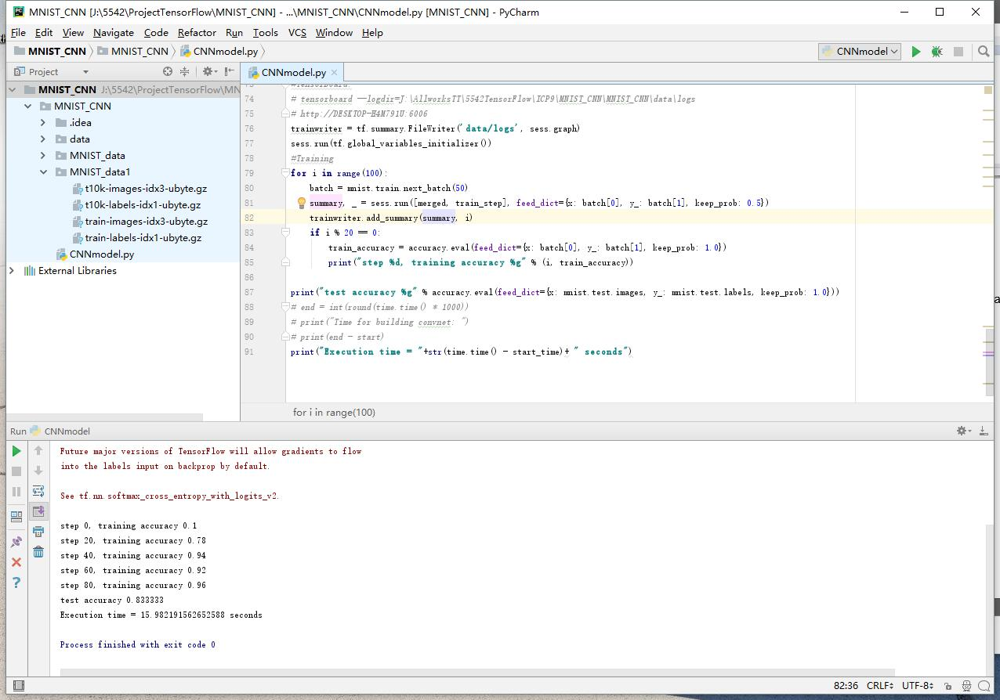 MNIST_CNN [J:\5542\ProjectTensorFlow\MNIST_CNN] - ...\MNIST_CNN\CNNmodel.py [MNIST_CNN] - PyCharm
File Edit View Navigate Code Refactor Run Tools VCS Window Help
MNIST_CNN MNIST_CNN CNNmodel.py CNNmodel
Project
CNNmodel.py
MNIST_CNN J:\5542\ProjectTensorFlow\MN
MNIST_CNN
.idea
data
MNIST_data
MNIST_data1
t10k-images-idx3-ubyte.gz
t10k-labels-idx1-ubyte.gz
train-images-idx3-ubyte.gz
train-labels-idx1-ubyte.gz
CNNmodel.py
External Libraries
74 # tensorboard --logdir=J:\AllworksTT\5542TensorFlow\ICP9\MNIST_CNN\MNIST_CNN\data\logs
75 # http://DESKTOP-H4M791U:6006
76 trainwriter = tf.summary.FileWriter('data/logs', sess.graph)
77 sess.run(tf.global_variables_initializer())
78 #Training
79 for i in range(100):
80 batch = mnist.train.next_batch(50)
81 summary, _ = sess.run([merged, train_step], feed_dict={x: batch[0], y_: batch[1], keep_prob: 0.5})
82 trainwriter.add_summary(summary, i)
83 if i % 20 == 0:
84 train_accuracy = accuracy.eval(feed_dict={x: batch[0], y_: batch[1], keep_prob: 1.0})
85 print("step %d, training accuracy %g" % (i, train_accuracy))
86
87 print("test accuracy %g" % accuracy.eval(feed_dict={x: mnist.test.images, y_: mnist.test.labels, keep_prob: 1.0}))
88 # end = int(round(time.time() * 1000))
89 # print("Time for building convnet: ")
90 # print(end - start)
91 print("Execution time = "+str(time.time() - start_time)+ " seconds")
for i in range(100)
Run CNNmodel
Future major versions of TensorFlow will allow gradients to flow
into the labels input on backprop by default.
See tf.nn.softmax_cross_entropy_with_logits_v2.
step 0, training accuracy 0.1
step 20, training accuracy 0.78
step 40, training accuracy 0.94
step 60, training accuracy 0.92
step 80, training accuracy 0.96
test accuracy 0.833333
Execution time = 15.982191562652588 seconds
Process finished with exit code 0
82:36 CRLF UTF-8